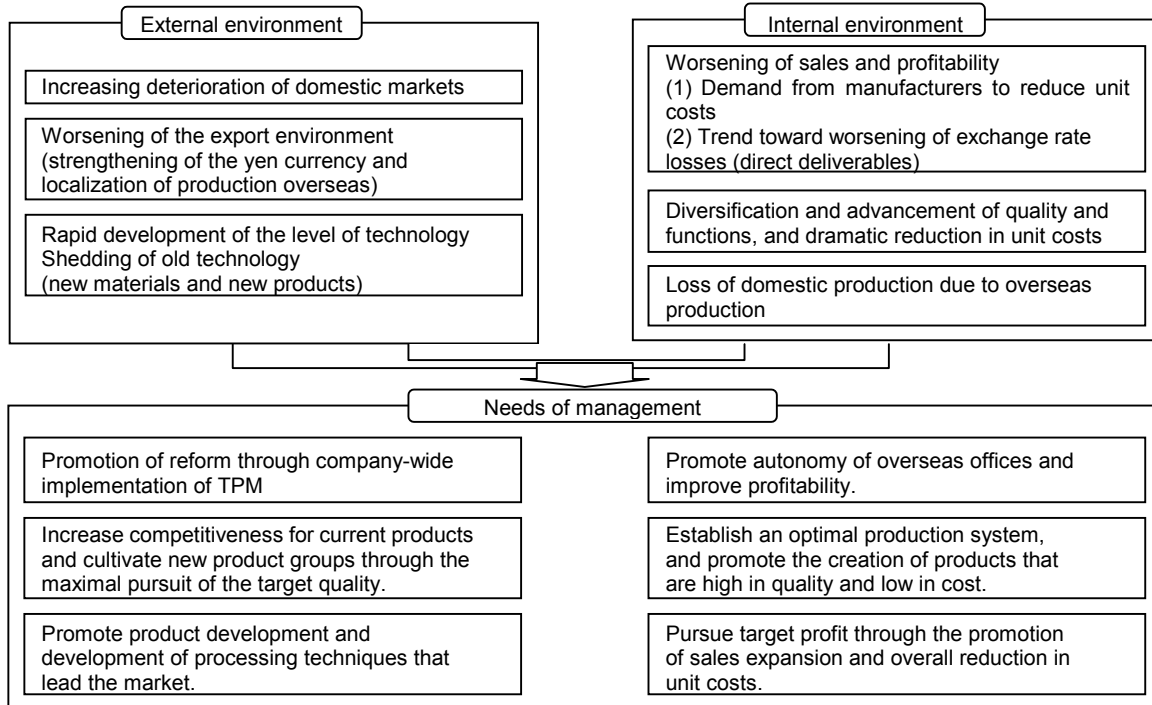 External environment
Increasing deterioration of domestic markets
Worsening of the export environment
(strengthening of the yen currency and
localization of production overseas)
Rapid development of the level of technology
Shedding of old technology
(new materials and new products)
Internal environment
Worsening of sales and profitability
(1) Demand from manufacturers to reduce unit
costs
(2) Trend toward worsening of exchange rate
losses (direct deliverables)
Diversification and advancement of quality and
functions, and dramatic reduction in unit costs
Loss of domestic production due to overseas
production
Needs of management
Promotion of reform through company-wide
implementation of TPM
Increase competitiveness for current products
and cultivate new product groups through the
maximal pursuit of the target quality.
Promote product development and
development of processing techniques that
lead the market.
Promote autonomy of overseas offices and
improve profitability.
Establish an optimal production system,
and promote the creation of products that
are high in quality and low in cost.
Pursue target profit through the promotion
of sales expansion and overall reduction in
unit costs.